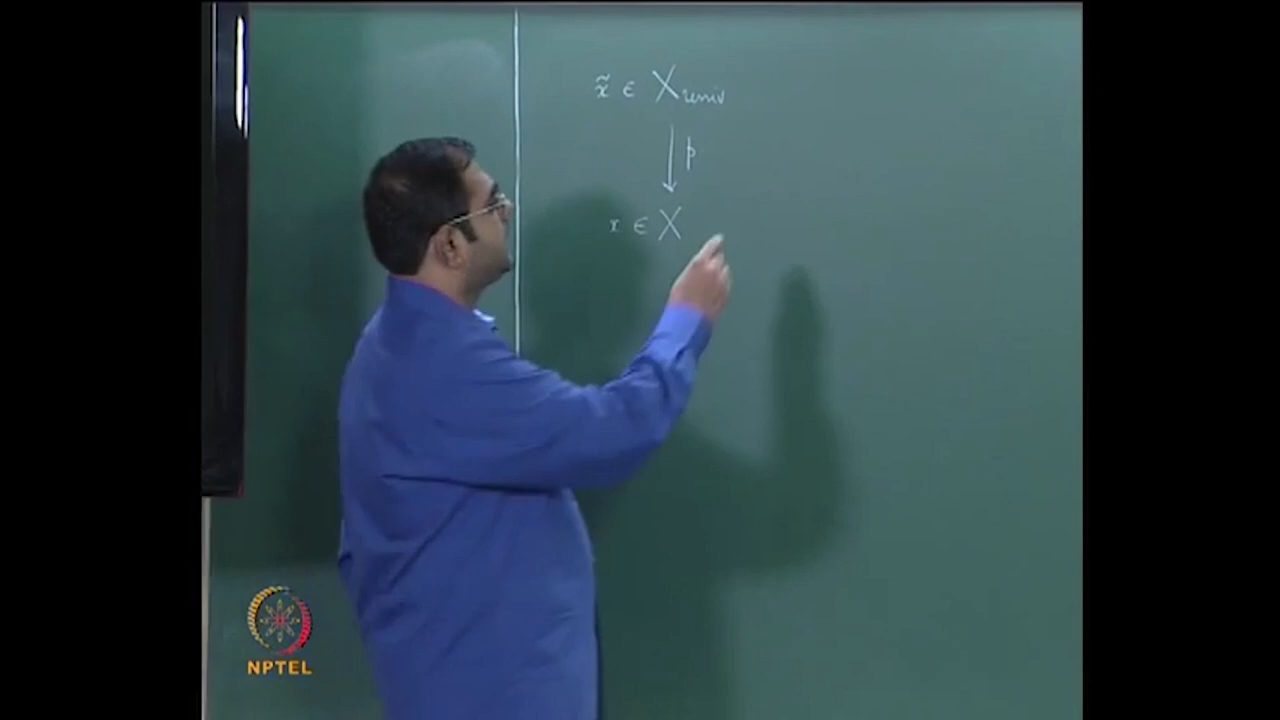 x̃ ∈ X_univ
↓ p
x ∈ X
NPTEL